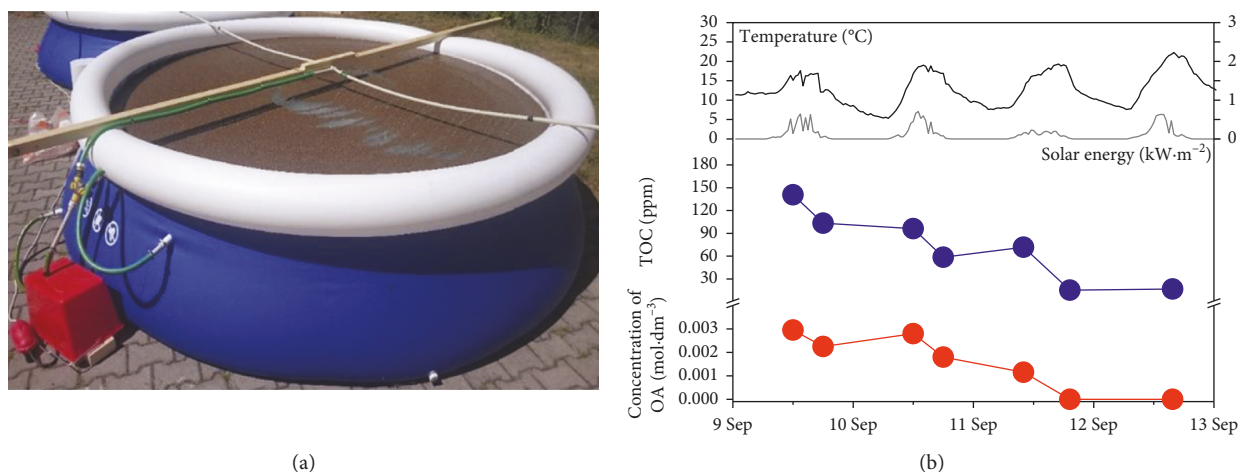 (a)
30
25
20
15
10
5
0
Temperature (°C)
3
2
1
0
Solar energy (kW·m⁻²)
180
150
120
90
60
30
TOC (ppm)
0.003
0.002
0.001
0.000
Concentration of
OA (mol·dm⁻³)
9 Sep
10 Sep
11 Sep
12 Sep
13 Sep
(b)